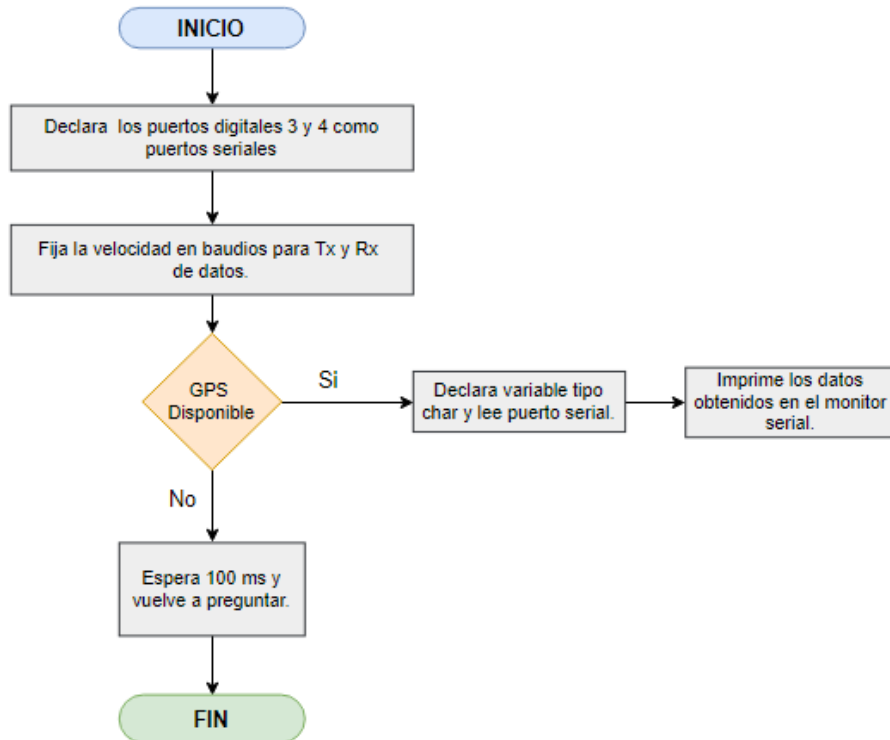 INICIO
Declara los puertos digitales 3 y 4 como
puertos seriales
Fija la velocidad en baudios para Tx y Rx
de datos.
GPS
Disponible
Si
Declara variable tipo
char y lee puerto serial.
Imprime los datos
obtenidos en el monitor
serial.
No
Espera 100 ms y
vuelve a preguntar.
FIN